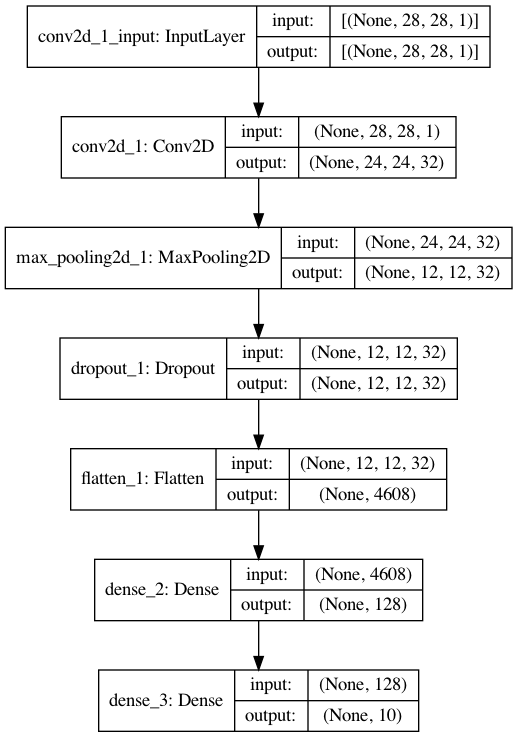 conv2d_1_input: InputLayer
input: [(None, 28, 28, 1)]
output: [(None, 28, 28, 1)]
conv2d_1: Conv2D
input: (None, 28, 28, 1)
output: (None, 24, 24, 32)
max_pooling2d_1: MaxPooling2D
input: (None, 24, 24, 32)
output: (None, 12, 12, 32)
dropout_1: Dropout
input: (None, 12, 12, 32)
output: (None, 12, 12, 32)
flatten_1: Flatten
input: (None, 12, 12, 32)
output: (None, 4608)
dense_2: Dense
input: (None, 4608)
output: (None, 128)
dense_3: Dense
input: (None, 128)
output: (None, 10)